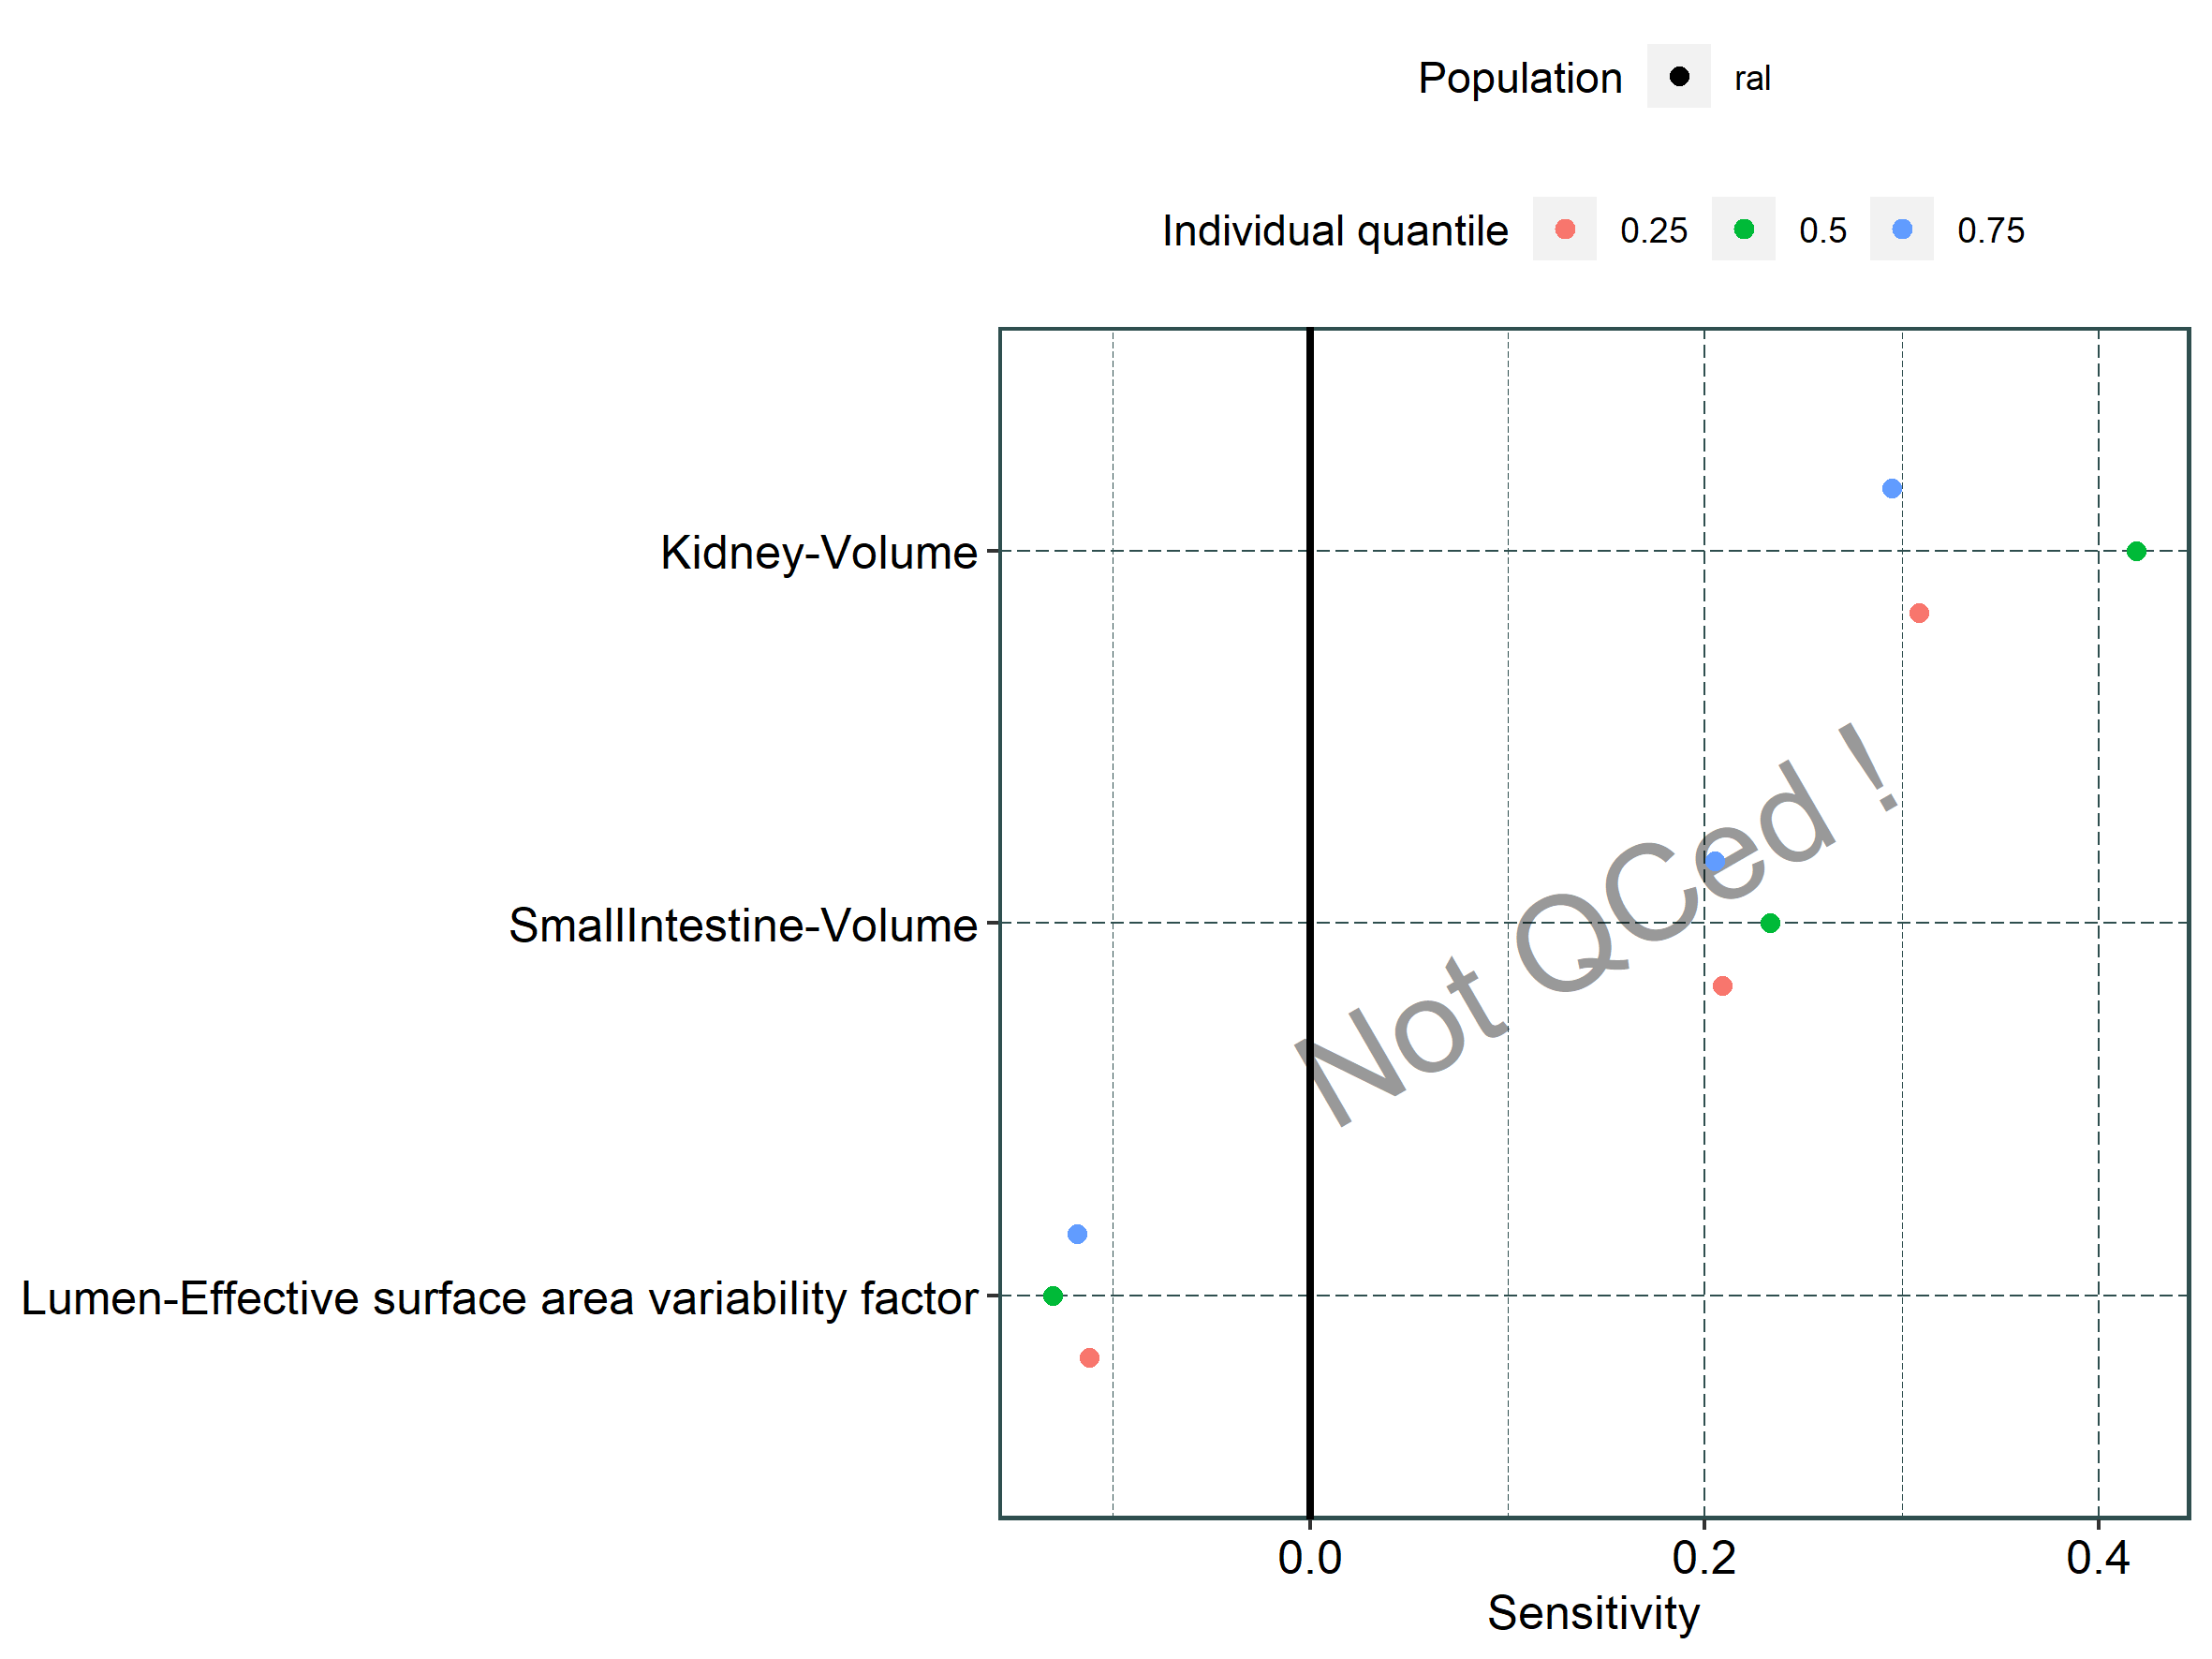 Population ral
Individual quantile 0.25 0.5 0.75
Kidney-Volume
SmallIntestine-Volume
Not QCed !
Lumen-Effective surface area variability factor
0.0 0.2 0.4
Sensitivity